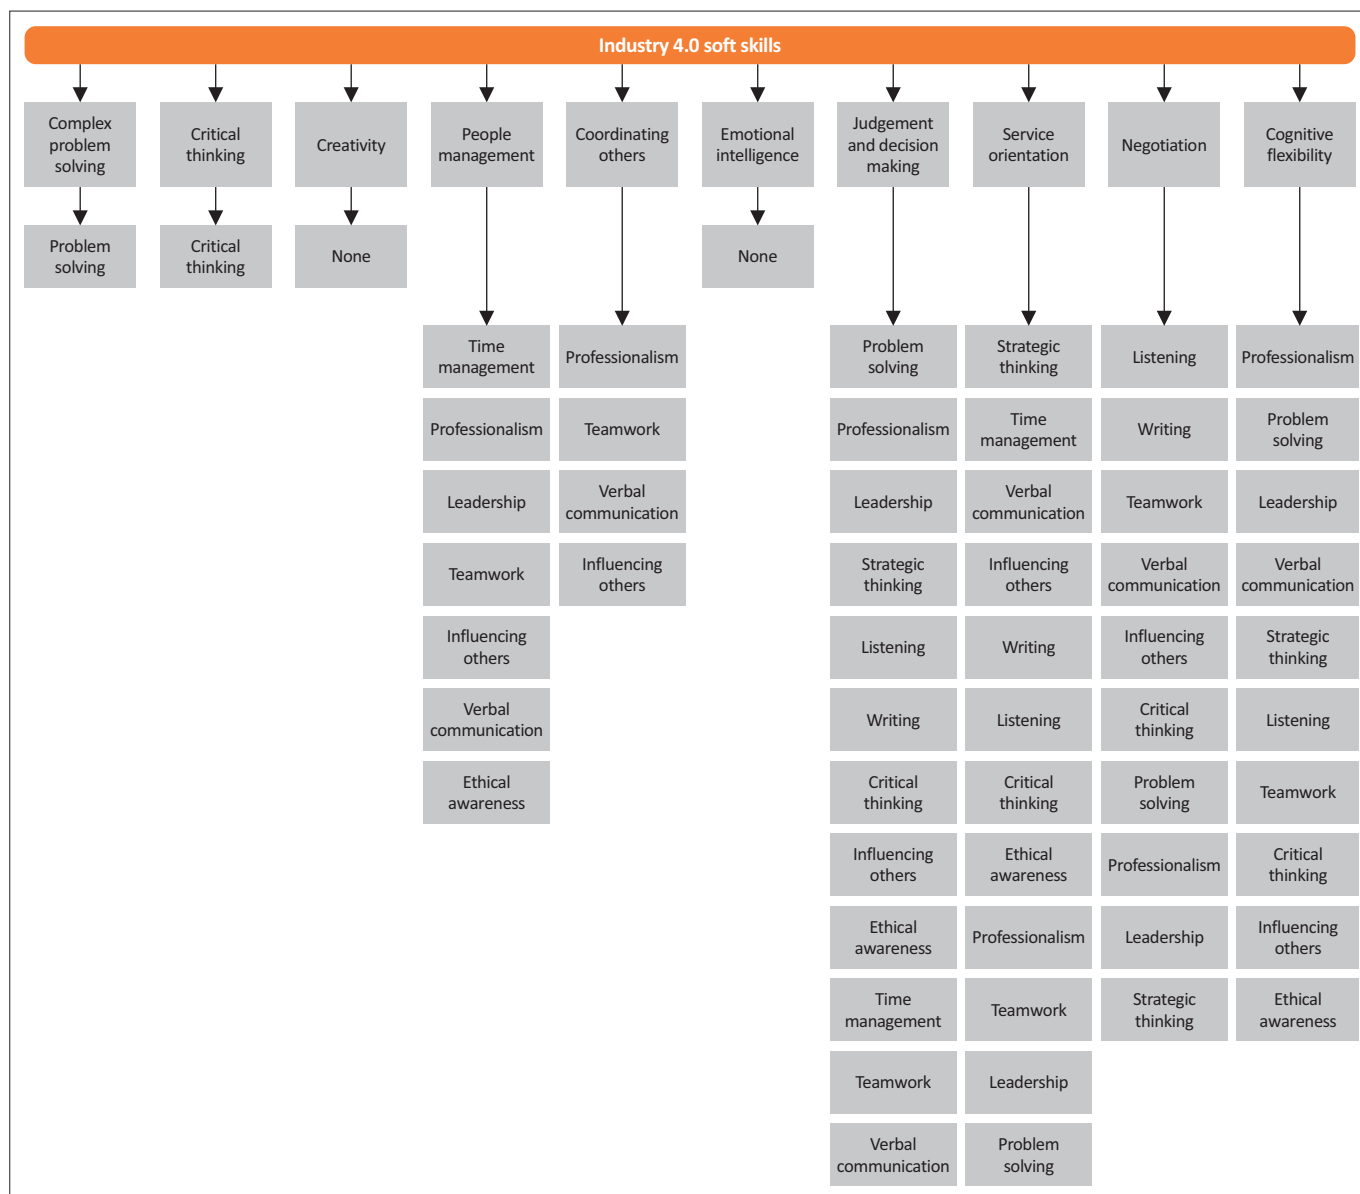 Industry 4.0 soft skills
Complex
problem
solving
Critical
thinking
Creativity
People
management
Coordinating
others
Emotional
intelligence
Judgement
and decision
making
Service
orientation
Negotiation
Cognitive
flexibility
Problem
solving
Critical
thinking
None
None
Time
management
Professionalism
Leadership
Teamwork
Influencing
others
Verbal
communication
Ethical
awareness
Professionalism
Teamwork
Verbal
communication
Influencing
others
Problem
solving
Professionalism
Leadership
Strategic
thinking
Listening
Writing
Critical
thinking
Influencing
others
Ethical
awareness
Time
management
Teamwork
Verbal
communication
Strategic
thinking
Time
management
Verbal
communication
Influencing
others
Writing
Listening
Critical
thinking
Ethical
awareness
Professionalism
Teamwork
Leadership
Problem
solving
Listening
Writing
Teamwork
Verbal
communication
Influencing
others
Critical
thinking
Problem
solving
Professionalism
Leadership
Strategic
thinking
Professionalism
Problem
solving
Leadership
Verbal
communication
Strategic
thinking
Listening
Teamwork
Critical
thinking
Influencing
others
Ethical
awareness